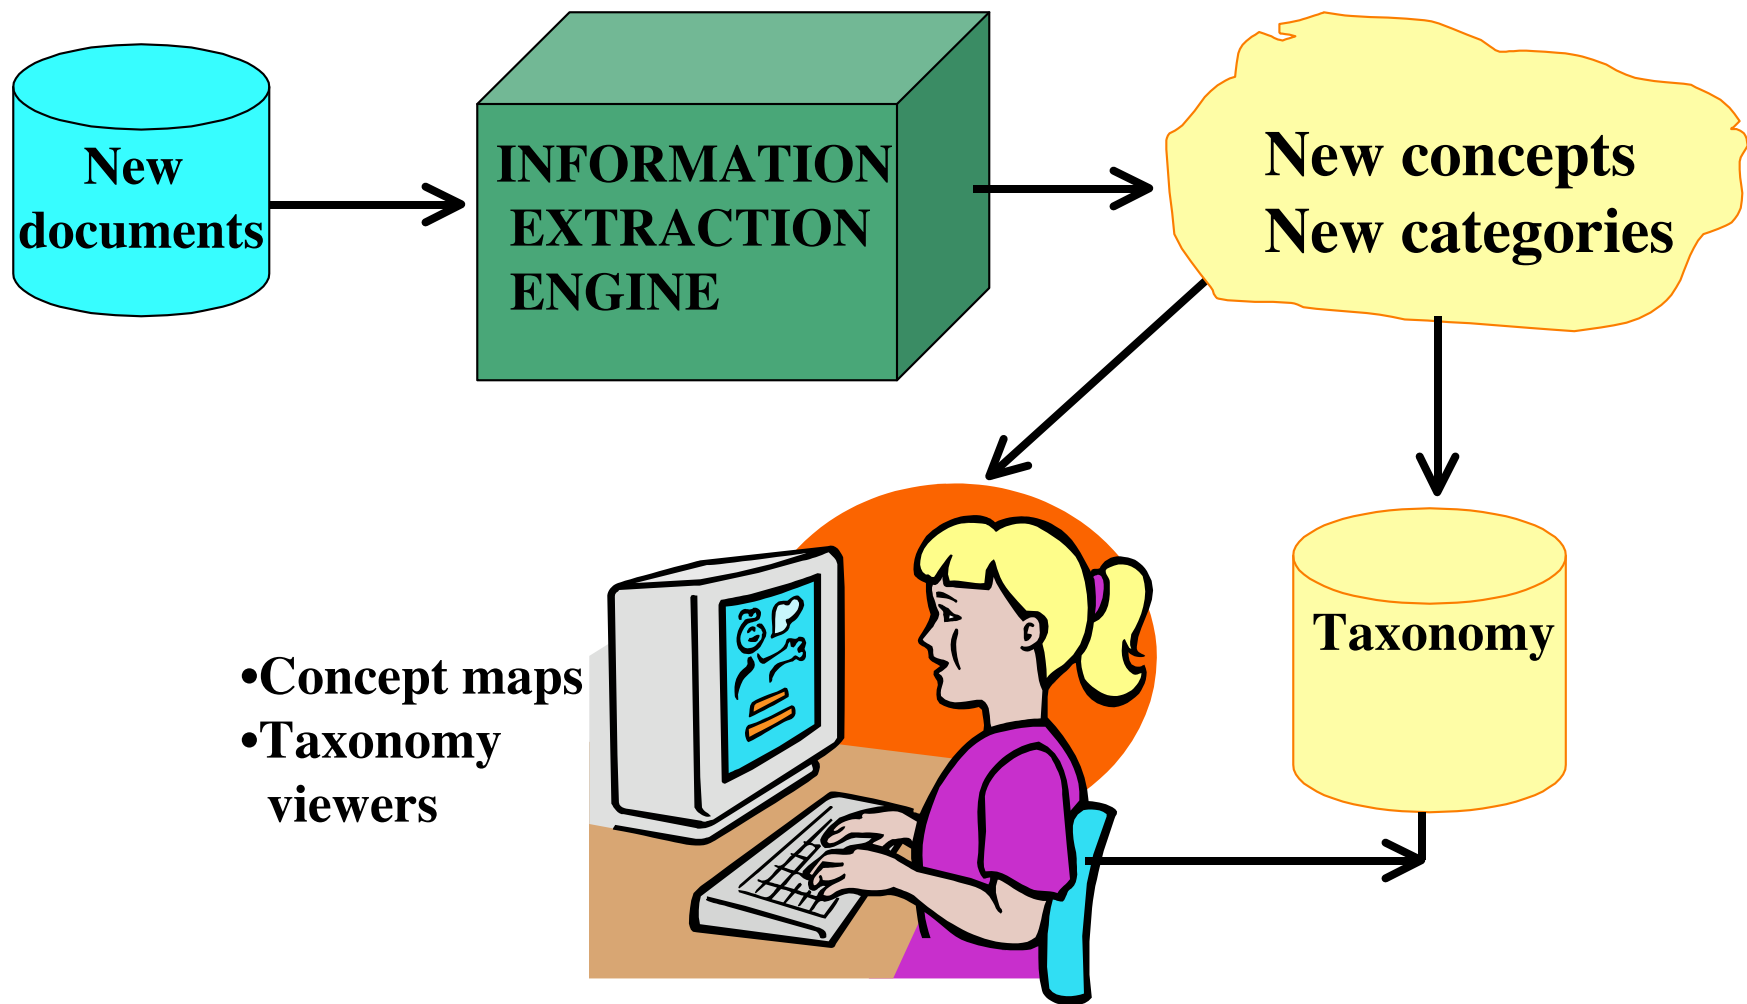 New
documents
INFORMATION
EXTRACTION
ENGINE
New concepts
New categories
•Concept maps
•Taxonomy
viewers
Taxonomy